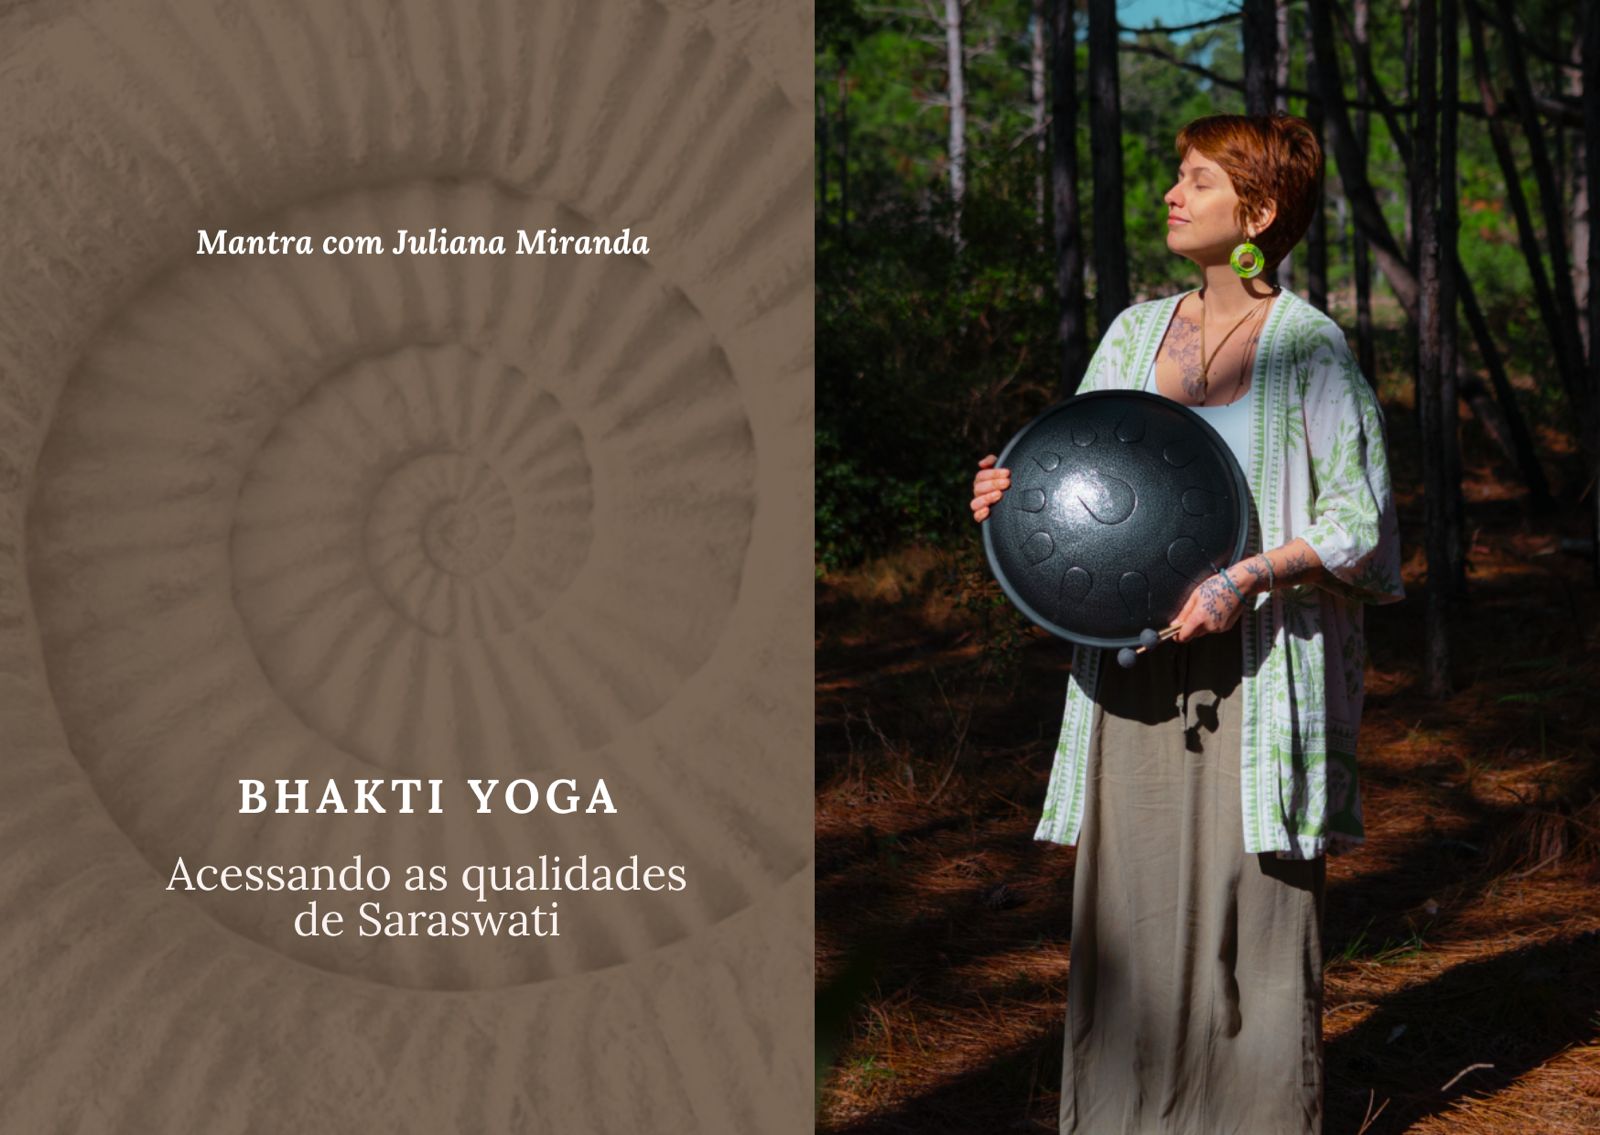 Mantra com Juliana Miranda
BHAKTI YOGA
Acessando as qualidades
de Saraswati